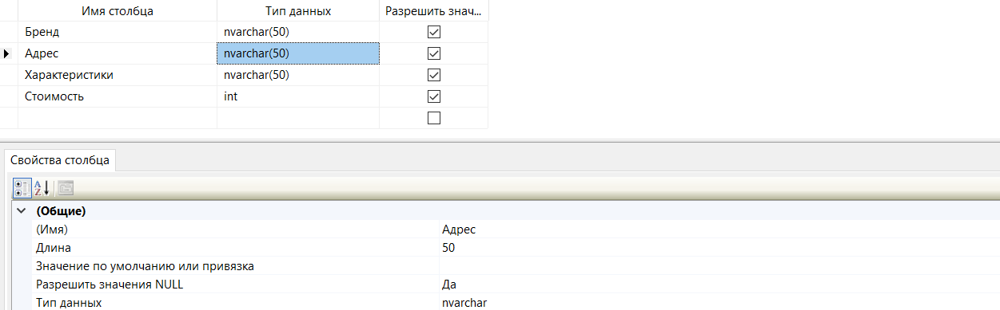 Имя столбца Тип данных Разрешить знач...
Бренд nvarchar(50)
Адрес nvarchar(50)
Характеристики nvarchar(50)
Стоимость int
Свойства столбца
(Общие)
(Имя) Адрес
Длина 50
Значение по умолчанию или привязка
Разрешить значения NULL Да
Тип данных nvarchar